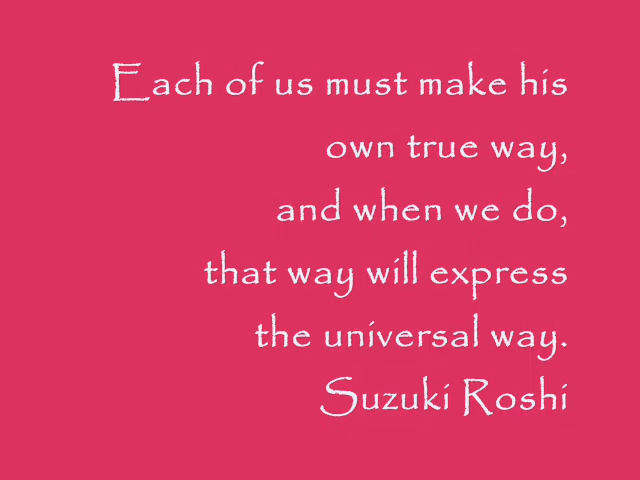 Each of us must make his
own true way,
and when we do,
that way will express
the universal way.
Suzuki Roshi